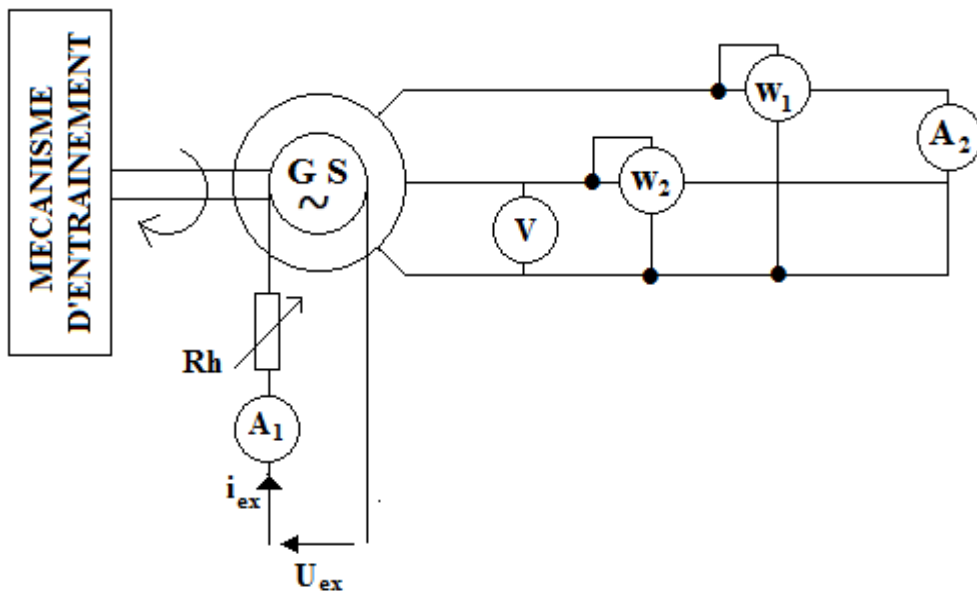 MECANISME
D'ENTRAINEMENT
G S
~
W1
A2
W2
V
Rh
A1
iex
Uex